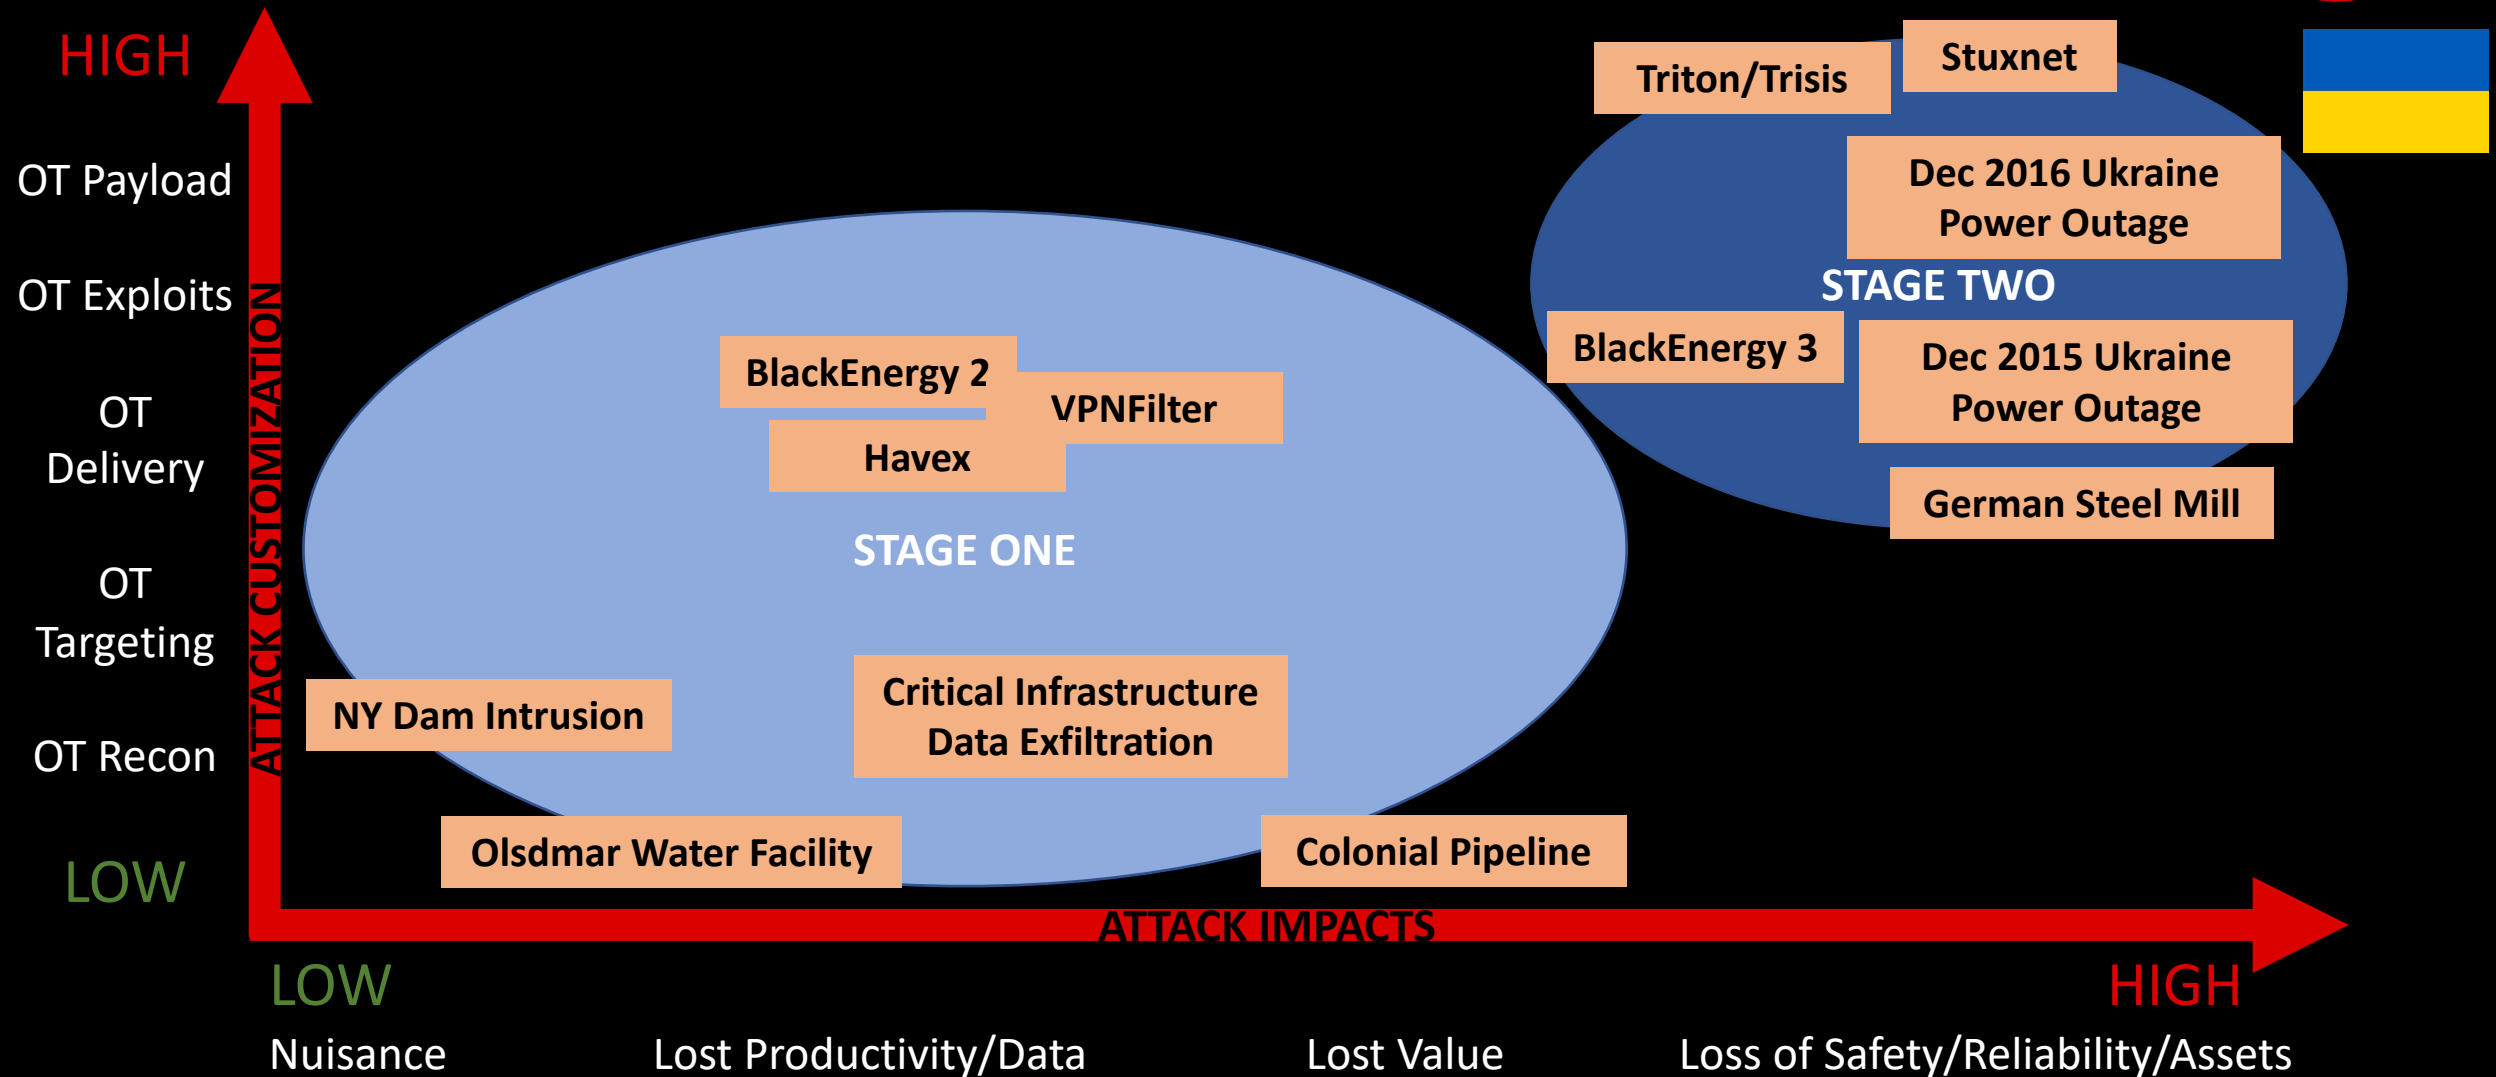 HIGH
OT Payload
OT Exploits
OT
Delivery
OT
Targeting
OT Recon
LOW
ATTACK CUSTOMIZATION
Triton/Trisis
Stuxnet
Dec 2016 Ukraine
Power Outage
STAGE TWO
BlackEnergy 3
Dec 2015 Ukraine
Power Outage
German Steel Mill
BlackEnergy 2
VPNFilter
Havex
STAGE ONE
NY Dam Intrusion
Critical Infrastructure
Data Exfiltration
Olsdmar Water Facility
Colonial Pipeline
ATTACK IMPACTS
LOW
HIGH
Nuisance
Lost Productivity/Data
Lost Value
Loss of Safety/Reliability/Assets